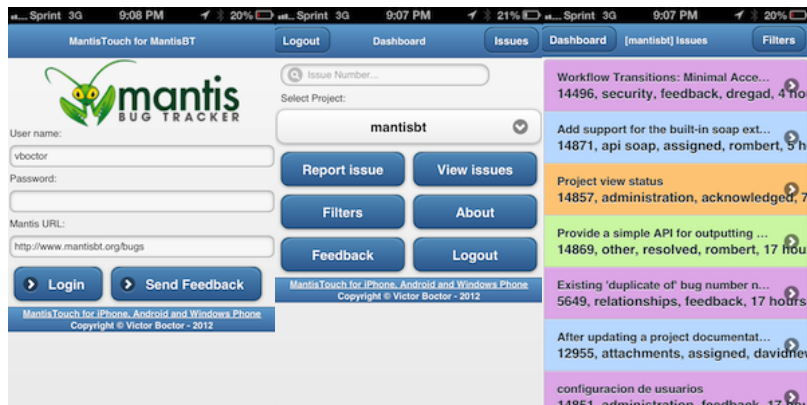 Sprint 3G 9:08 PM 20%
MantisTouch for MantisBT
mantis
BUG TRACKER
User name:
vboctor
Password:
Mantis URL:
http://www.mantisbt.org/bugs
Login
Send Feedback
MantisTouch for iPhone, Android and Windows Phone
Copyright © Victor Boctor - 2012
Sprint 3G 9:07 PM 21%
Logout
Dashboard
Issues
Issue Number...
Select Project:
mantisbt
Report issue
View issues
Filters
About
Feedback
Logout
MantisTouch for iPhone, Android and Windows Phone
Copyright © Victor Boctor - 2012
Sprint 3G 9:07 PM 20%
Dashboard
[mantisbt] Issues
Filters
Workflow Transitions: Minimal Acce...
14496, security, feedback, dregad, 4
Add support for the built-in soap ext...
14871, api soap, assigned, rombert, 5 h
Project view status
14857, administration, acknowledged, 7
Provide a simple API for outputting ...
14869, other, resolved, rombert, 17 hou
Existing 'duplicate of' bug number n...
5649, relationships, feedback, 17 hours
After updating a project documentat...
12955, attachments, assigned, davidne
configuracion de usuarios
14851, administration, feedback, 17